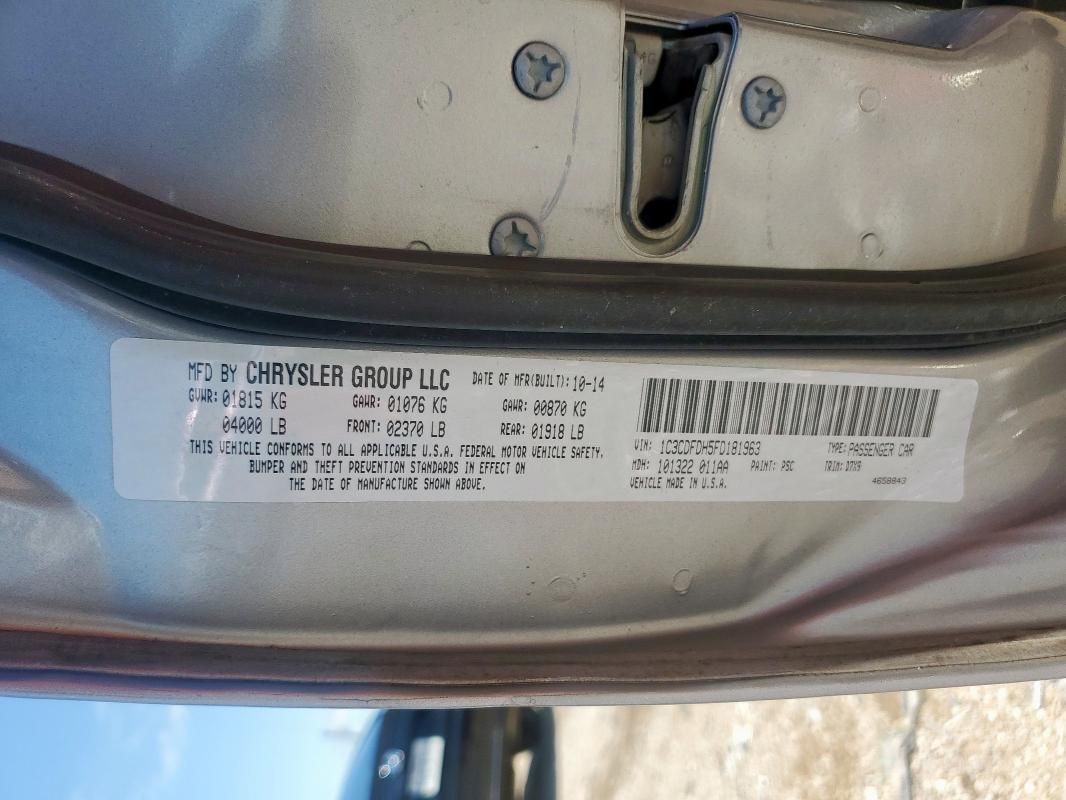 MFD BY CHRYSLER GROUP LLC DATE OF MFR(BUILT): 10-14
GVWR: 01815 KG GAWR: 01076 KG GAWR: 00870 KG
04000 LB FRONT: 02370 LB REAR: 01918 LB
THIS VEHICLE CONFORMS TO ALL APPLICABLE U.S.A. FEDERAL MOTOR VEHICLE SAFETY,
BUMPER AND THEFT PREVENTION STANDARDS IN EFFECT ON
THE DATE OF MANUFACTURE SHOWN ABOVE.
VIN: 1C3CDFDH5FD181963 TYPE: PASSENGER CAR
MDH: 101322 011AA PAINT: PSC TRIM: D7X9
VEHICLE MADE IN U.S.A. 4658843